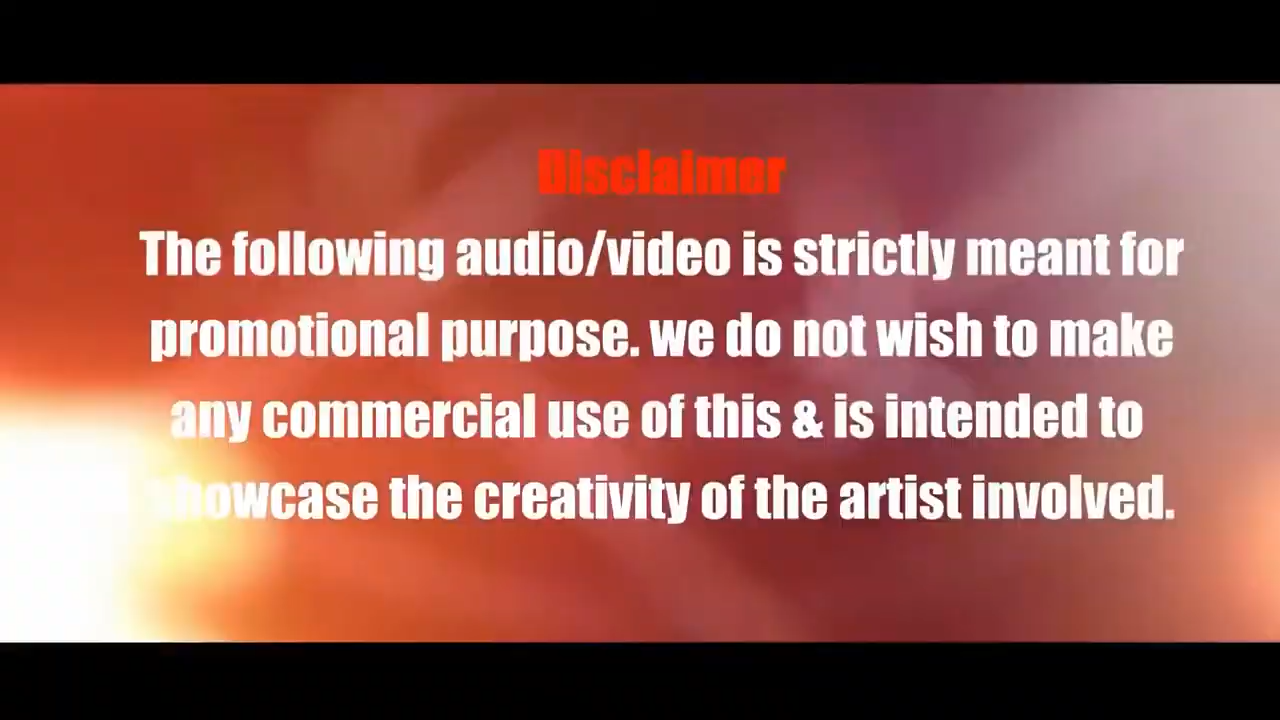 Disclaimer
The following audio/video is strictly meant for
promotional purpose. we do not wish to make
any commercial use of this & is intended to
showcase the creativity of the artist involved.